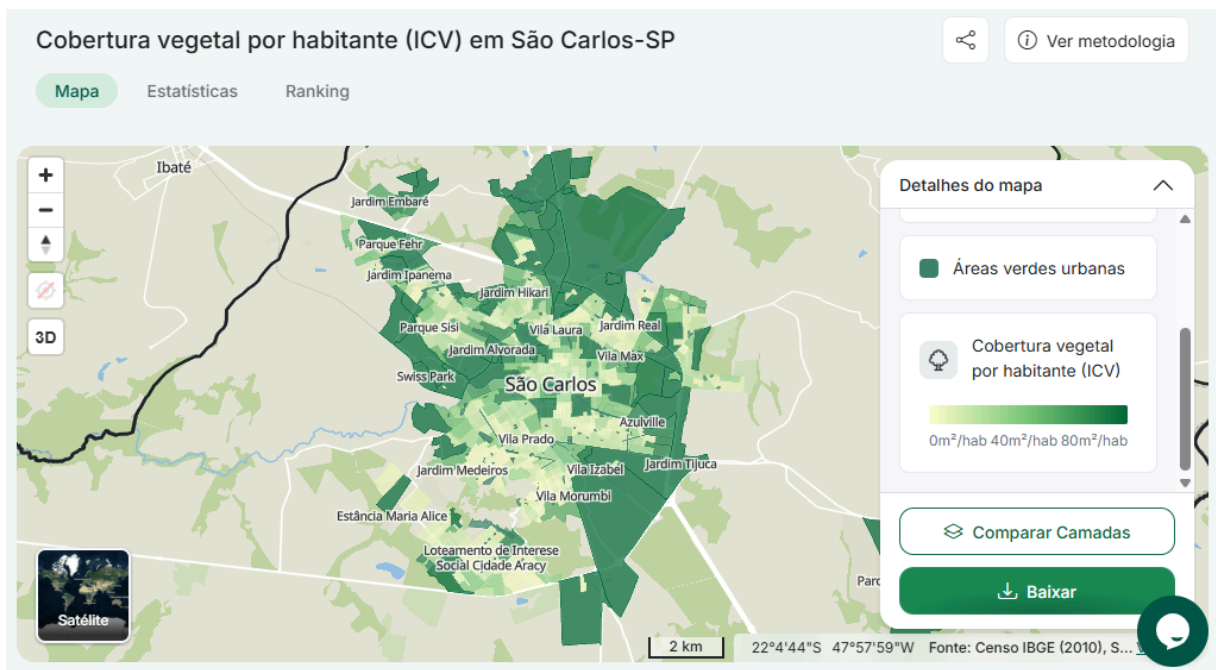 Cobertura vegetal por habitante (ICV) em São Carlos-SP
Ver metodologia
Mapa
Estatísticas
Ranking
Ibaté
Jardim Embaré
Parque Fehr
Jardim Ipanema
Jardim Hikari
Parque Sisi
Vila Laura
Jardim Real
Jardim Alvorada
Vila Max
Swiss Park
São Carlos
Azulville
Vila Prado
Jardim Medeiros
Vila Izabel
Jardim Tijuca
Vila Morumbi
Estância Maria Alice
Loteamento de Interese
Social Cidade Aracy
Parc
3D
Satélite
Detalhes do mapa
Áreas verdes urbanas
Cobertura vegetal
por habitante (ICV)
0m²/hab 40m²/hab 80m²/hab
Comparar Camadas
Baixar
2 km
22°4'44"S 47°57'59"W Fonte: Censo IBGE (2010), S...